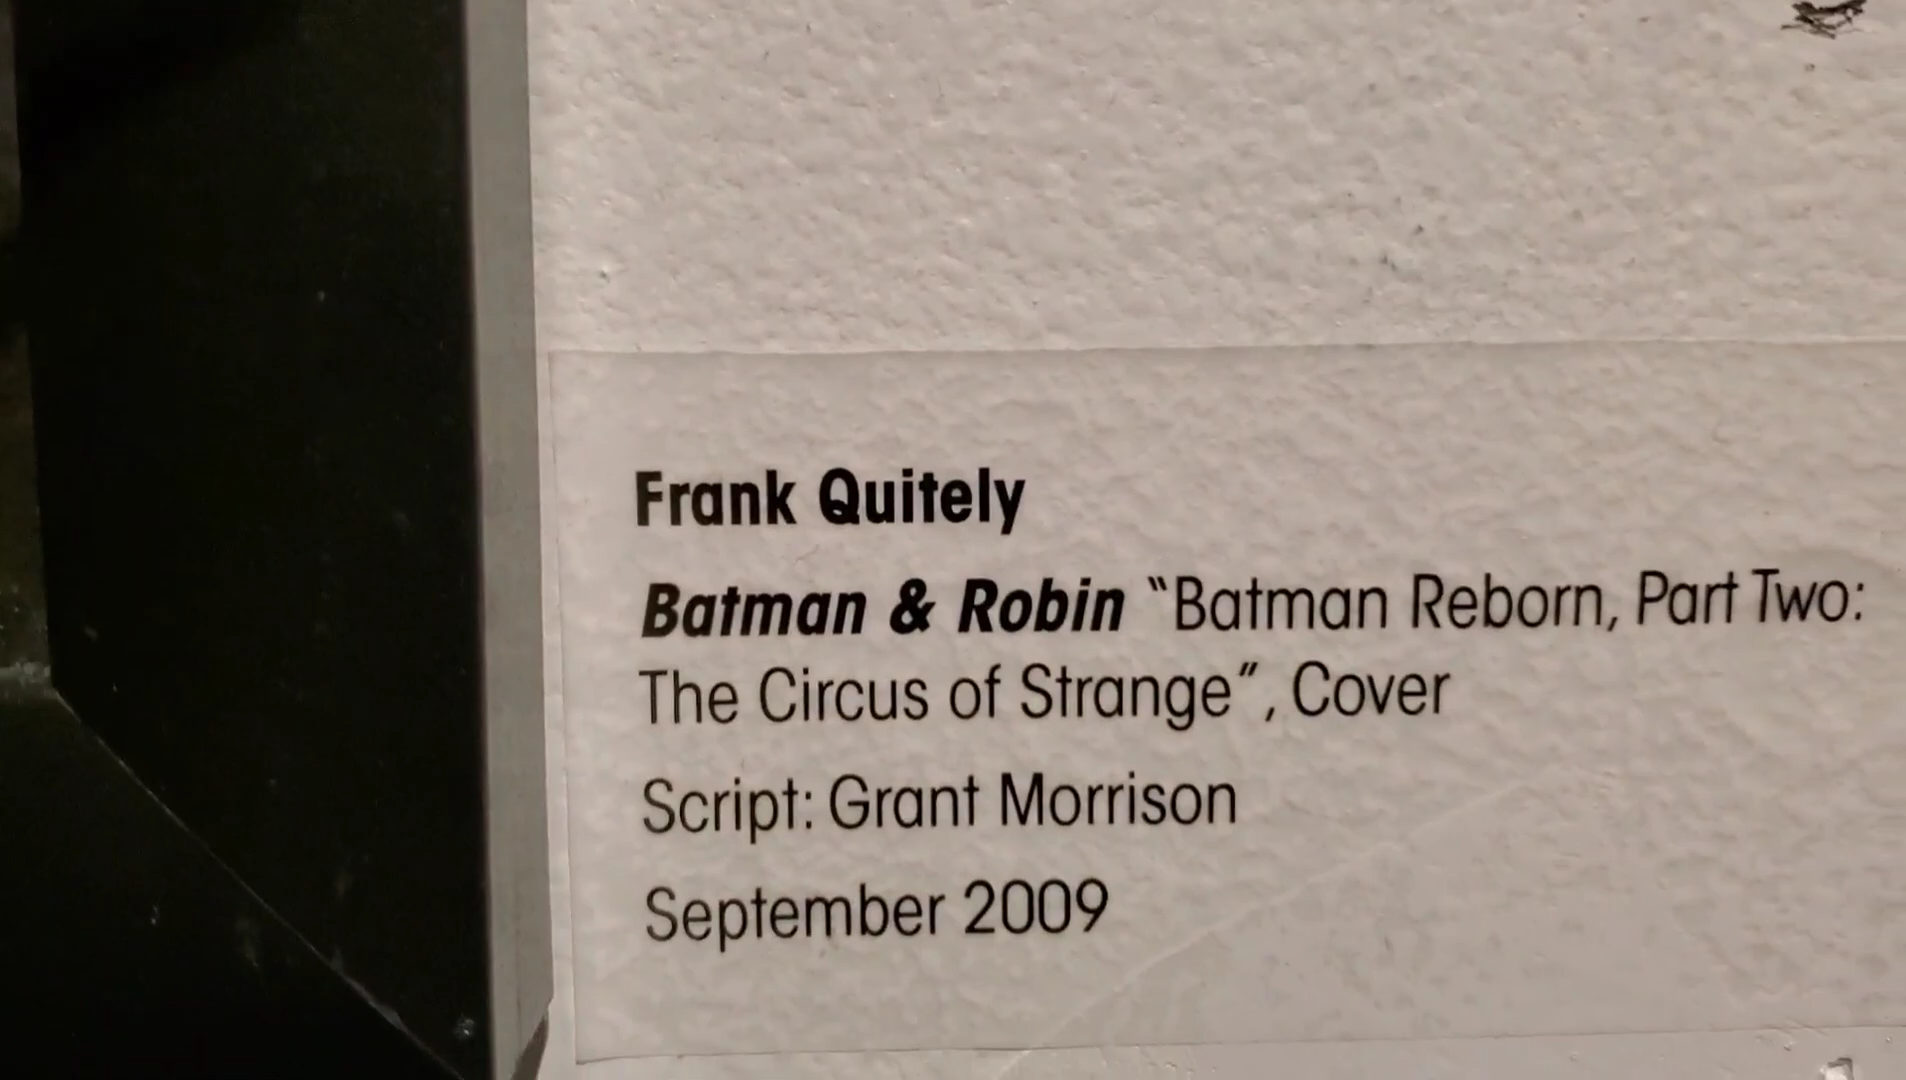 Frank Quitely
Batman & Robin “Batman Reborn, Part Two:
The Circus of Strange”, Cover
Script: Grant Morrison
September 2009